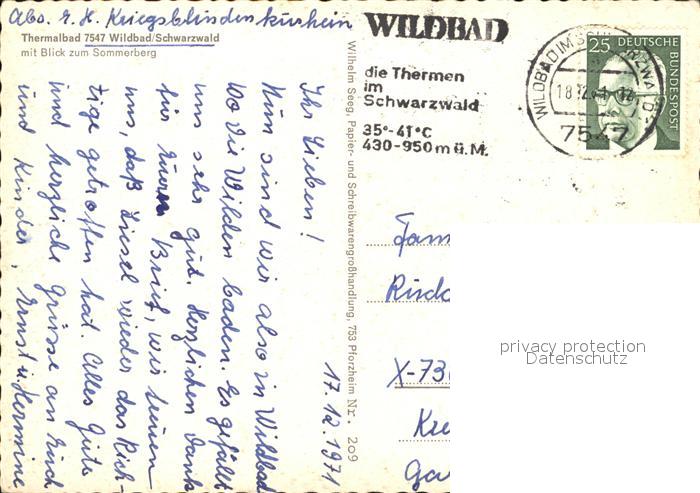 Abs. z. Z. Kriegsblindenkurheim
Thermalbad 7547 Wildbad/Schwarzwald
mit Blick zum Sommerberg
WILDBAD
die Thermen
im
Schwarzwald
35°-41°C
430-950 m ü. M.
WILDBAD IM SCHWARZWALD
18.12.71
7547
25 DEUTSCHE
BUNDESPOST
17.12.1971
Ihr Lieben!
Nun sind wir also in Wildbad
wo die Wilden baden. Es gefällt
uns sehr gut. Herzlichen Dank
für Euren Brief, wir freuen
uns, daß Liesel wieder das Rich-
tige getroffen hat. Alles Gute
und herzliche Grüsse an Euch
und Kinder, Ernst u Hermine
Wilhelm Seeg, Papier- und Schreibwarengroßhandlung, 753 Pforzheim Nr. 209
Fam
X-73
privacy protection
Datenschutz